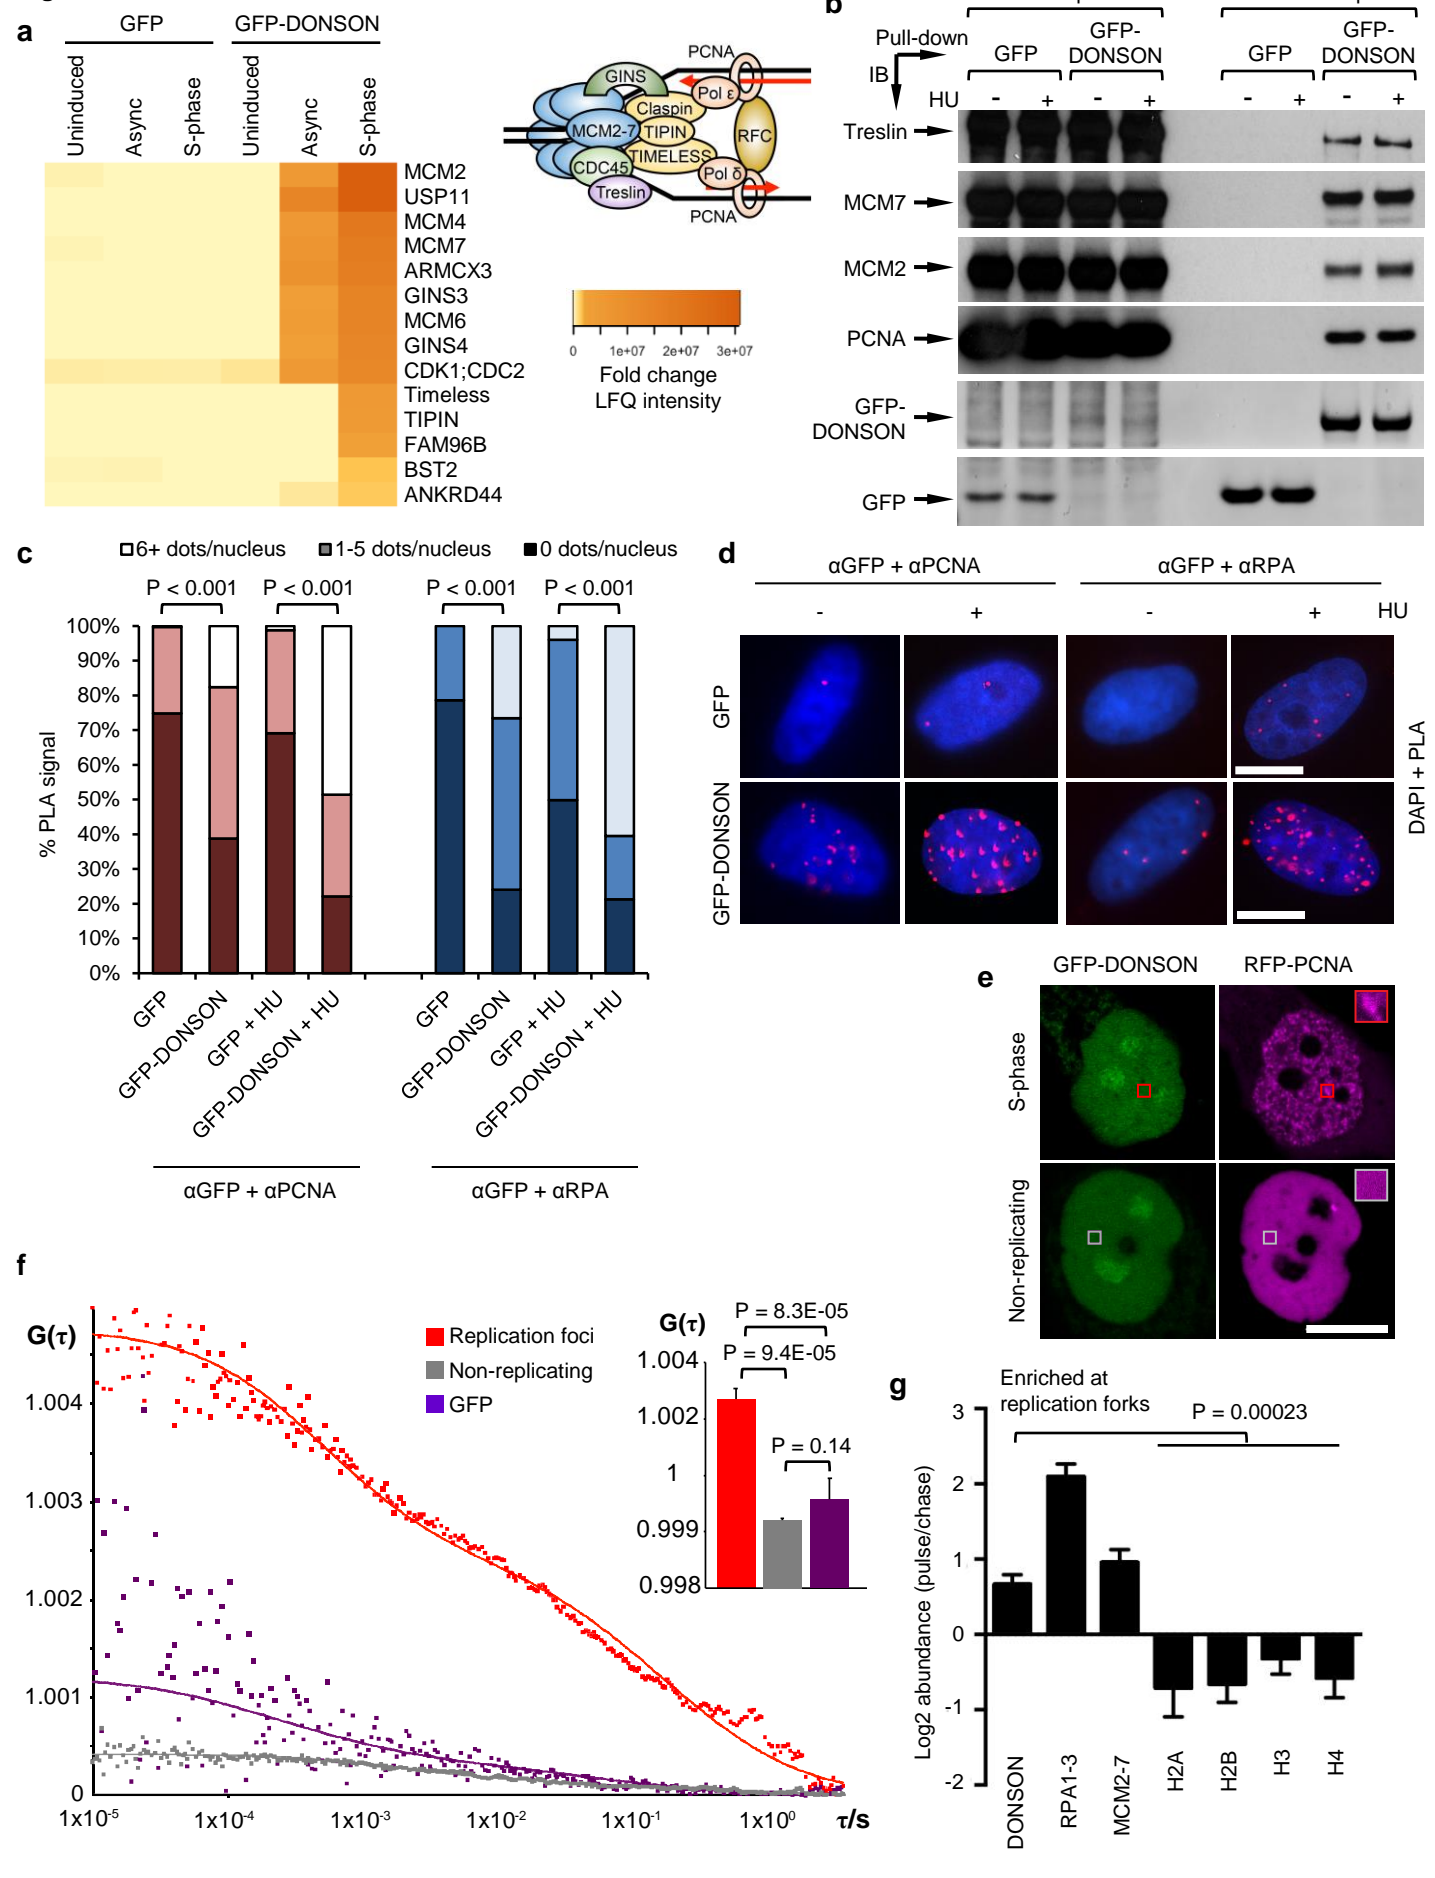 a
GFP
GFP-DONSON
Uninduced
Async
S-phase
Uninduced
Async
S-phase
MCM2
USP11
MCM4
MCM7
ARMCX3
GINS3
MCM6
GINS4
CDK1;CDC2
Timeless
TIPIN
FAM96B
BST2
ANKRD44
PCNA
GINS
Pol ε
Claspin
MCM2-7
TIPIN
RFC
TIMELESS
CDC45
Pol δ
Treslin
PCNA
0
1e+07
2e+07
3e+07
Fold change
LFQ intensity
b
Pull-down
IB
GFP
GFP-
DONSON
GFP
GFP-
DONSON
HU - + - + - + - +
Treslin
MCM7
MCM2
PCNA
GFP-
DONSON
GFP
c
6+ dots/nucleus
1-5 dots/nucleus
0 dots/nucleus
P < 0.001
P < 0.001
P < 0.001
P < 0.001
% PLA signal
100%
90%
80%
70%
60%
50%
40%
30%
20%
10%
0%
GFP
GFP-DONSON
GFP + HU
GFP-DONSON + HU
GFP
GFP-DONSON
GFP + HU
GFP-DONSON + HU
αGFP + αPCNA
αGFP + αRPA
d
αGFP + αPCNA
αGFP + αRPA
- + - + HU
GFP
GFP-DONSON
DAPI + PLA
e
GFP-DONSON
RFP-PCNA
S-phase
Non-replicating
f
G(τ)
1.004
1.003
1.002
1.001
0
1x10-5
1x10-4
1x10-3
1x10-2
1x10-1
1x100
τ/s
Replication foci
Non-replicating
GFP
G(τ)
P = 8.3E-05
P = 9.4E-05
P = 0.14
1.004
1.002
1
0.999
0.998
g
Enriched at
replication forks
P = 0.00023
Log2 abundance (pulse/chase)
3
2
1
0
-1
-2
DONSON
RPA1-3
MCM2-7
H2A
H2B
H3
H4